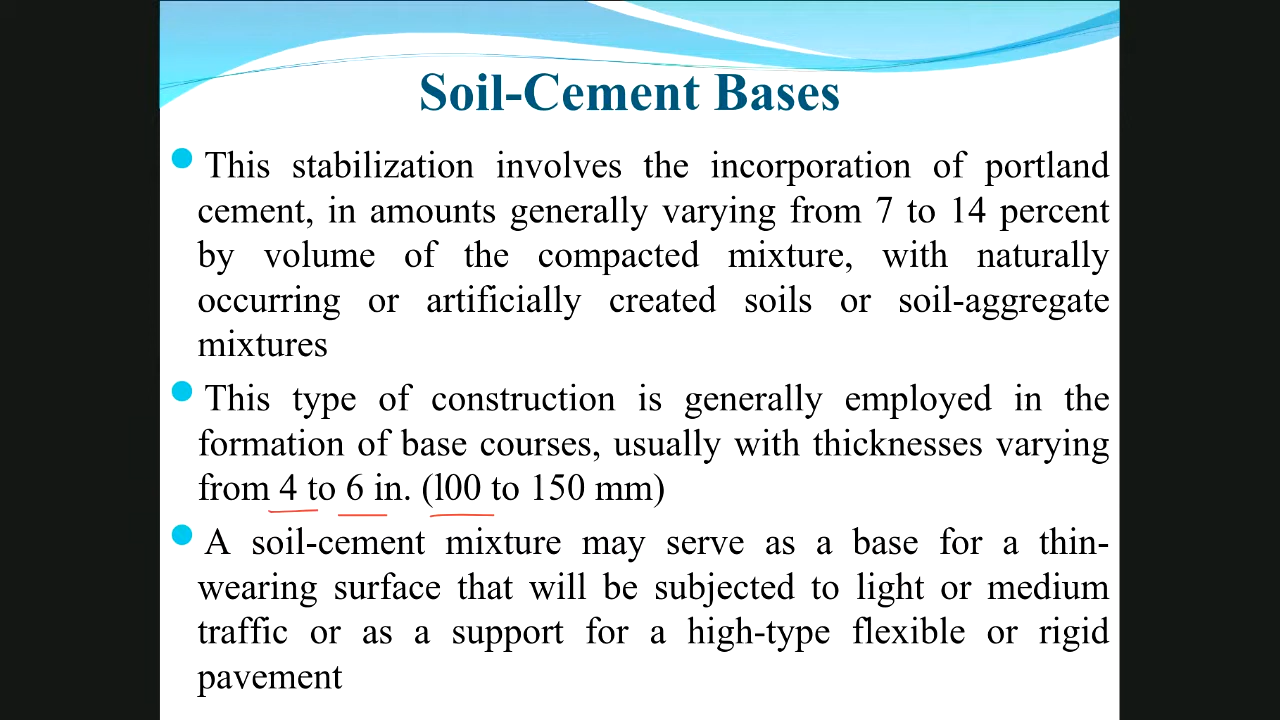 Soil-Cement Bases
This stabilization involves the incorporation of portland
cement, in amounts generally varying from 7 to 14 percent
by volume of the compacted mixture, with naturally
occurring or artificially created soils or soil-aggregate
mixtures
This type of construction is generally employed in the
formation of base courses, usually with thicknesses varying
from 4 to 6 in. (l00 to 150 mm)
A soil-cement mixture may serve as a base for a thin-
wearing surface that will be subjected to light or medium
traffic or as a support for a high-type flexible or rigid
pavement